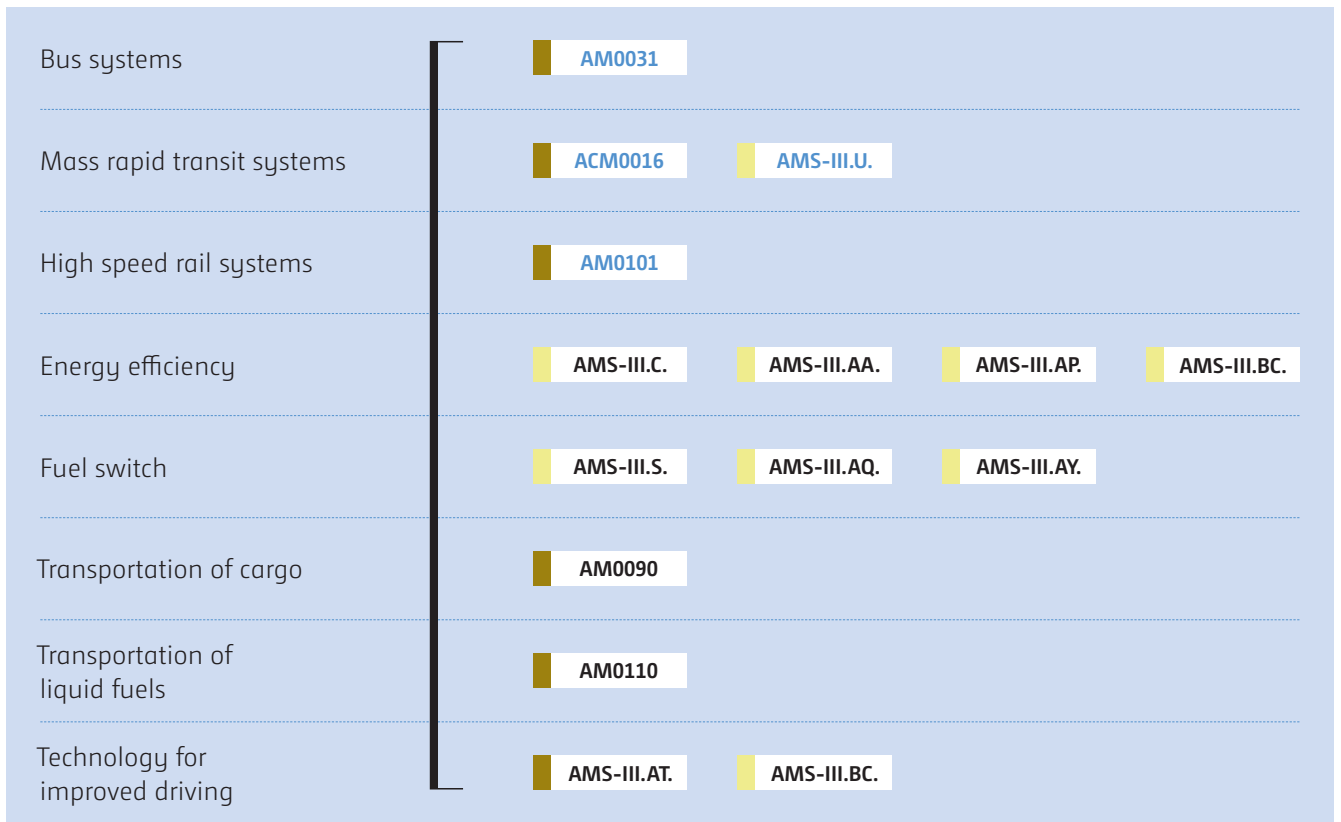 Bus systems AM0031
Mass rapid transit systems ACM0016 AMS-III.U.
High speed rail systems AM0101
Energy efficiency AMS-III.C. AMS-III.AA. AMS-III.AP. AMS-III.BC.
Fuel switch AMS-III.S. AMS-III.AQ. AMS-III.AY.
Transportation of cargo AM0090
Transportation of
liquid fuels AM0110
Technology for
improved driving AMS-III.AT. AMS-III.BC.